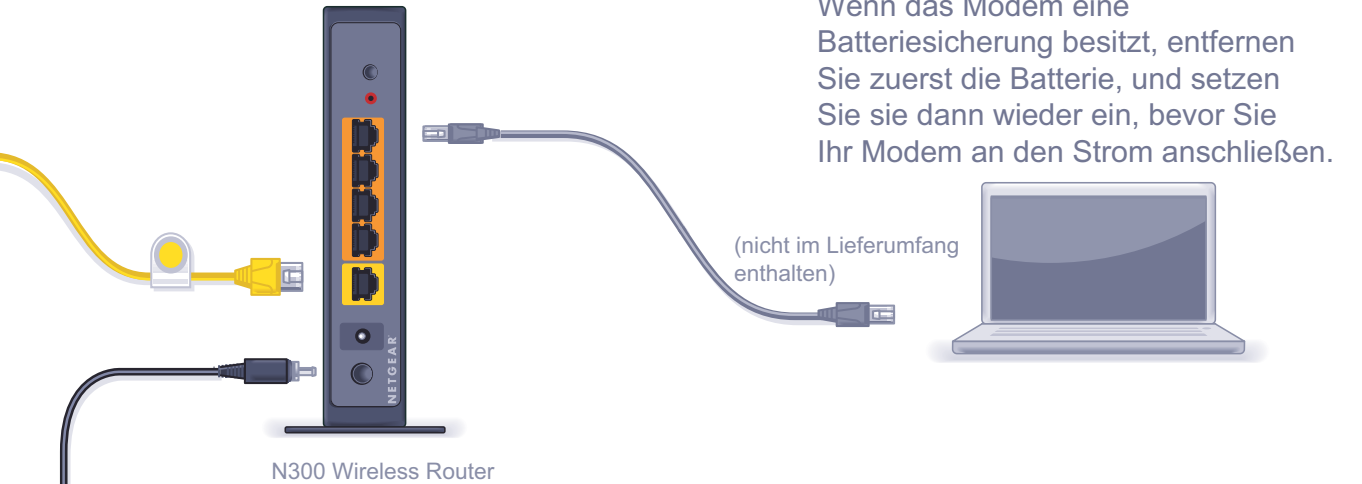 Wenn das Modem eine
Batteriesicherung besitzt, entfernen
Sie zuerst die Batterie, und setzen
Sie sie dann wieder ein, bevor Sie
Ihr Modem an den Strom anschließen.
(nicht im Lieferumfang
enthalten)
NETGEAR
N300 Wireless Router